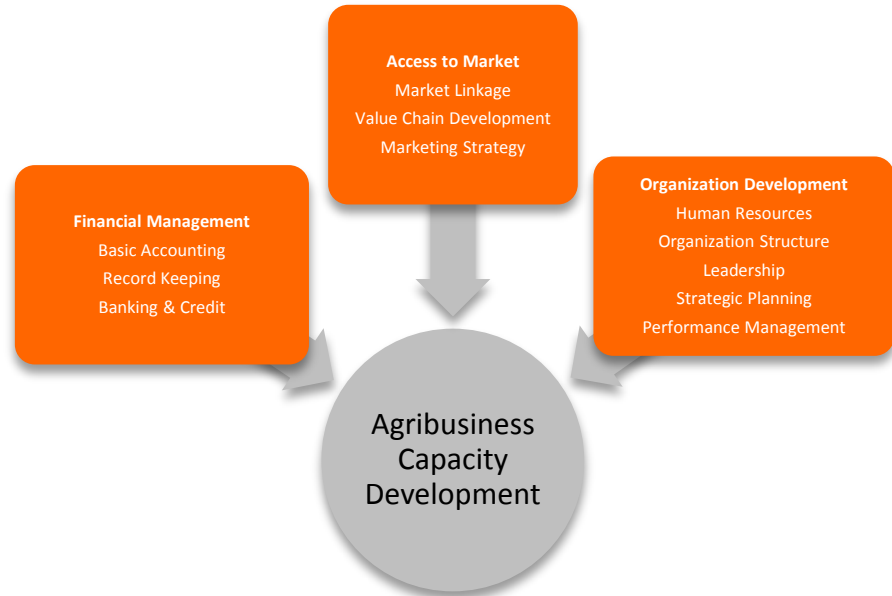 Access to Market
Market Linkage
Value Chain Development
Marketing Strategy
Financial Management
Basic Accounting
Record Keeping
Banking & Credit
Organization Development
Human Resources
Organization Structure
Leadership
Strategic Planning
Performance Management
Agribusiness
Capacity
Development